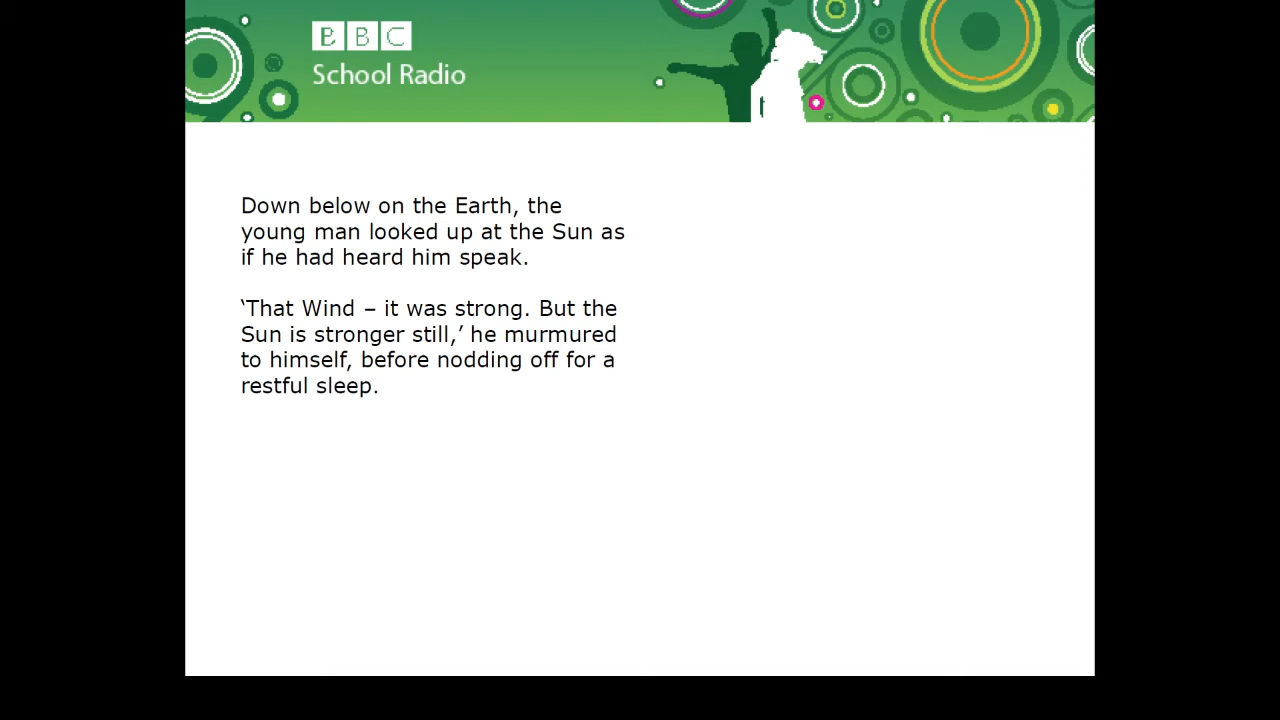 BBC
School Radio
Down below on the Earth, the
young man looked up at the Sun as
if he had heard him speak.
‘That Wind – it was strong. But the
Sun is stronger still,’ he murmured
to himself, before nodding off for a
restful sleep.